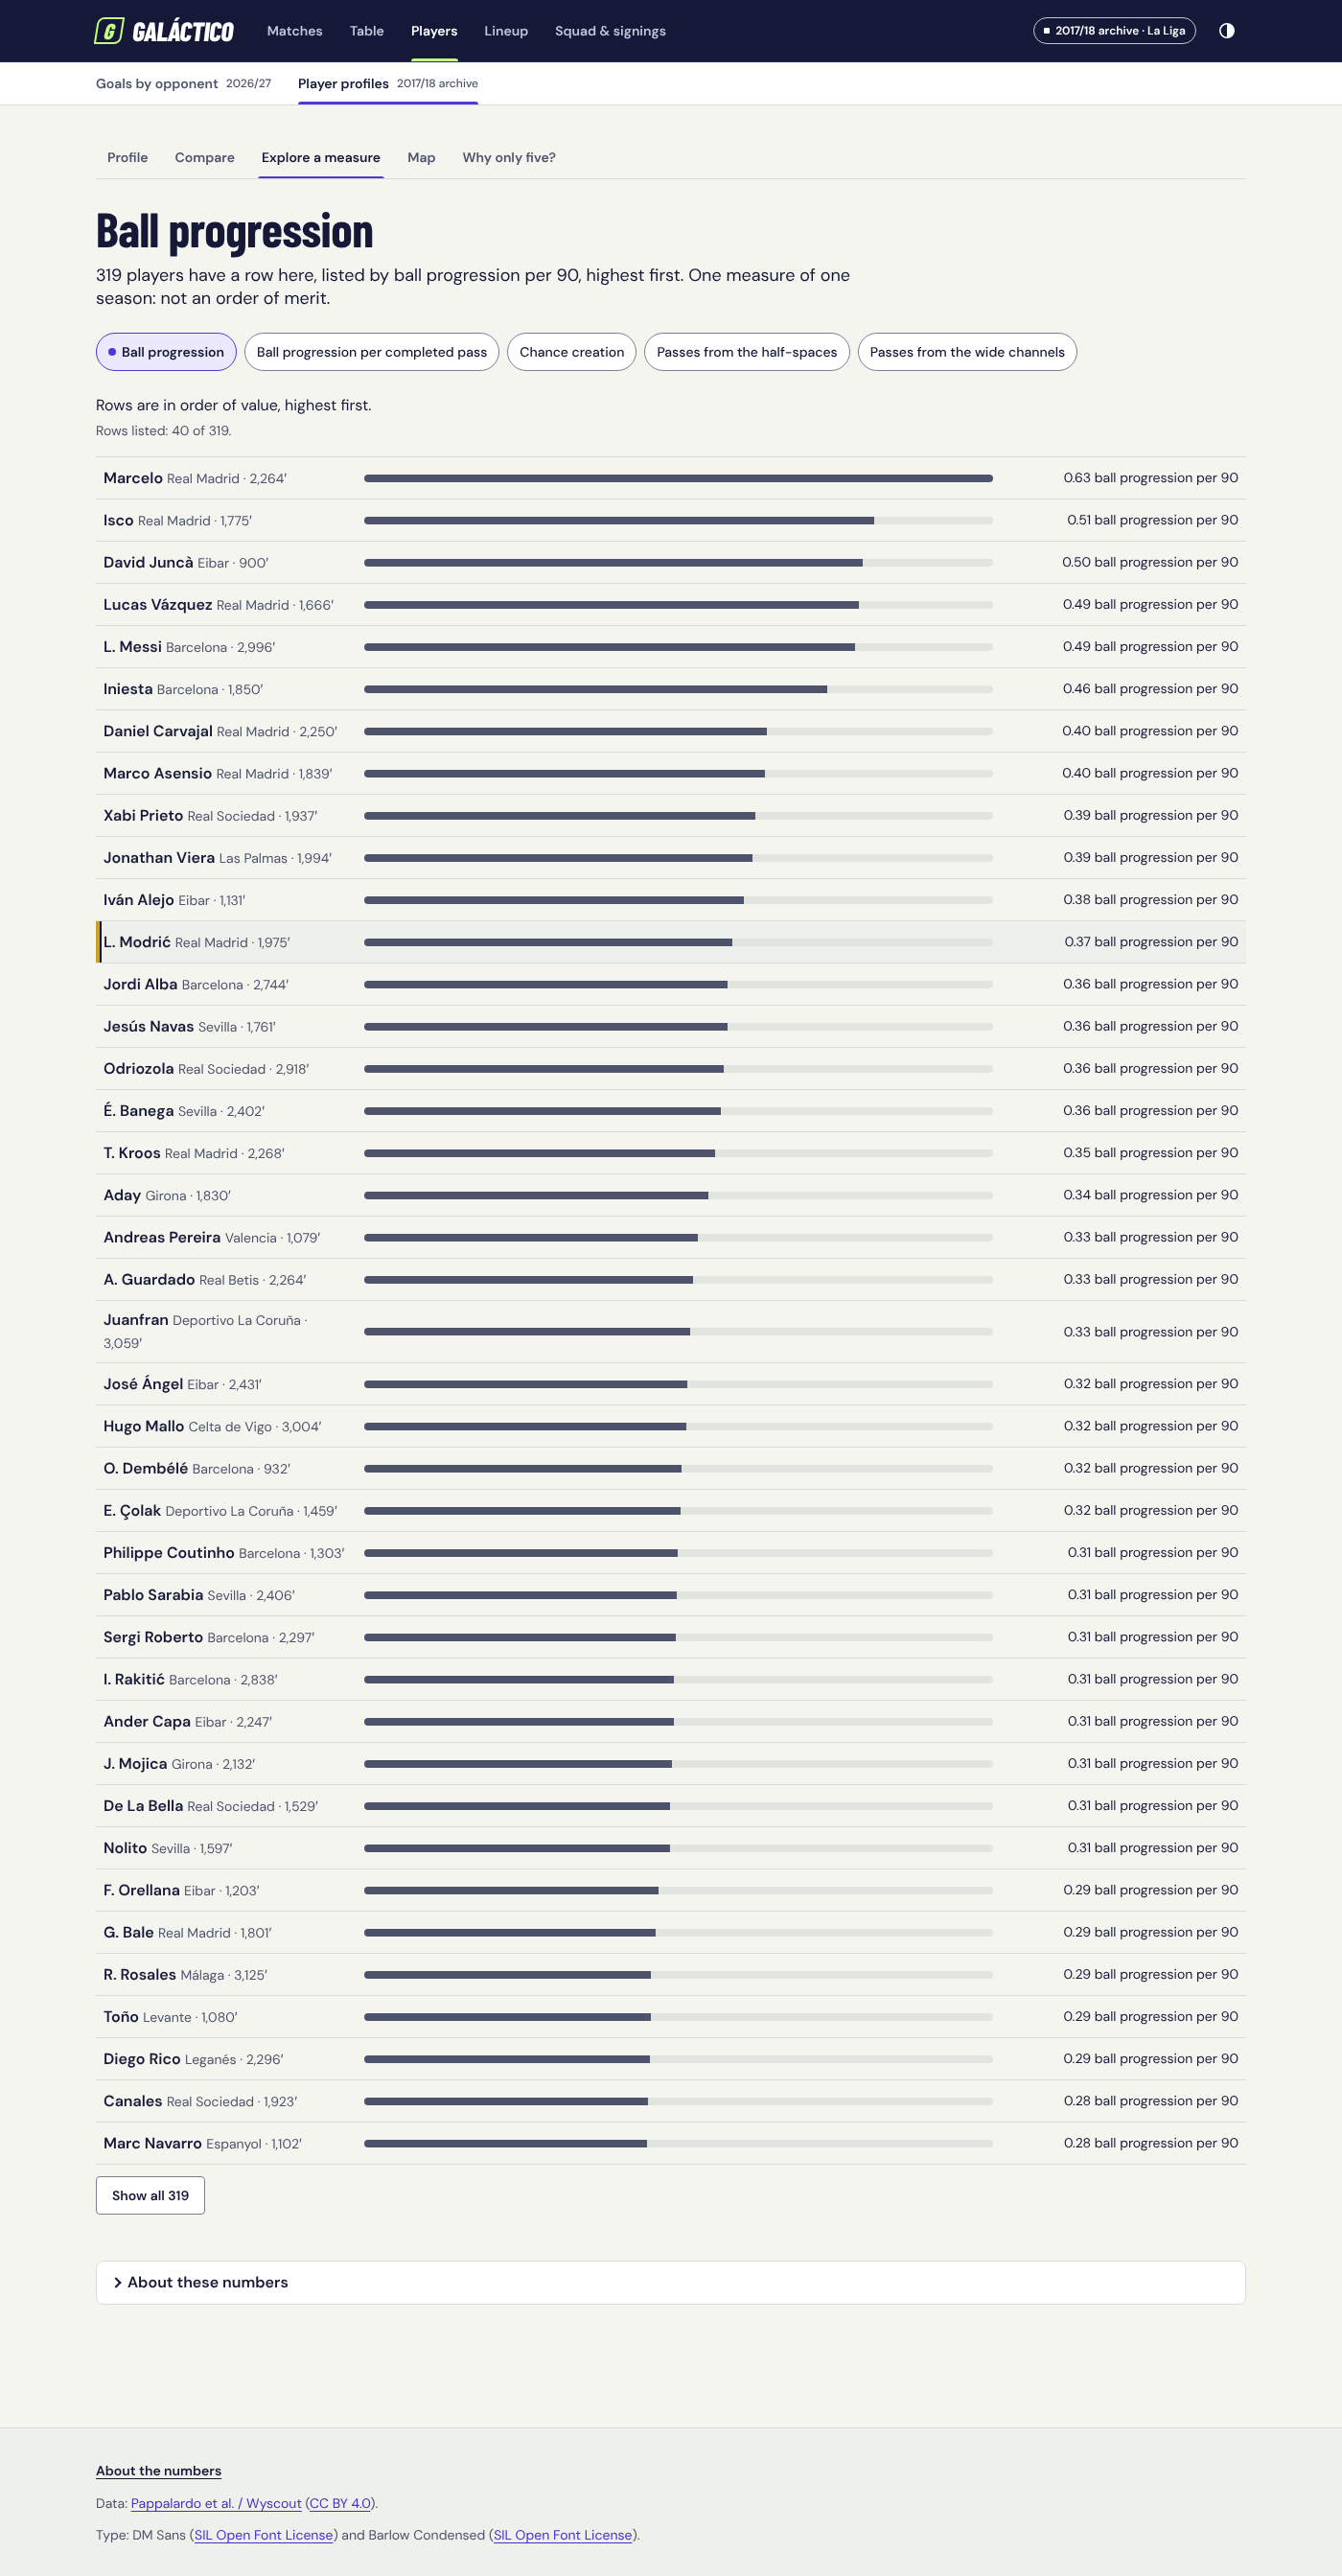 G GALÁCTICO Matches Table Players Lineup Squad & signings 2017/18 archive · La Liga
Goals by opponent 2026/27 Player profiles 2017/18 archive
Profile Compare Explore a measure Map Why only five?
Ball progression
319 players have a row here, listed by ball progression per 90, highest first. One measure of one
season: not an order of merit.
Ball progression Ball progression per completed pass Chance creation Passes from the half-spaces Passes from the wide channels
Rows are in order of value, highest first.
Rows listed: 40 of 319.
Marcelo Real Madrid · 2,264′ 0.63 ball progression per 90
Isco Real Madrid · 1,775′ 0.51 ball progression per 90
David Juncà Eibar · 900′ 0.50 ball progression per 90
Lucas Vázquez Real Madrid · 1,666′ 0.49 ball progression per 90
L. Messi Barcelona · 2,996′ 0.49 ball progression per 90
Iniesta Barcelona · 1,850′ 0.46 ball progression per 90
Daniel Carvajal Real Madrid · 2,250′ 0.40 ball progression per 90
Marco Asensio Real Madrid · 1,839′ 0.40 ball progression per 90
Xabi Prieto Real Sociedad · 1,937′ 0.39 ball progression per 90
Jonathan Viera Las Palmas · 1,994′ 0.39 ball progression per 90
Iván Alejo Eibar · 1,131′ 0.38 ball progression per 90
L. Modrić Real Madrid · 1,975′ 0.37 ball progression per 90
Jordi Alba Barcelona · 2,744′ 0.36 ball progression per 90
Jesús Navas Sevilla · 1,761′ 0.36 ball progression per 90
Odriozola Real Sociedad · 2,918′ 0.36 ball progression per 90
É. Banega Sevilla · 2,402′ 0.36 ball progression per 90
T. Kroos Real Madrid · 2,268′ 0.35 ball progression per 90
Aday Girona · 1,830′ 0.34 ball progression per 90
Andreas Pereira Valencia · 1,079′ 0.33 ball progression per 90
A. Guardado Real Betis · 2,264′ 0.33 ball progression per 90
Juanfran Deportivo La Coruña ·
3,059′ 0.33 ball progression per 90
José Ángel Eibar · 2,431′ 0.32 ball progression per 90
Hugo Mallo Celta de Vigo · 3,004′ 0.32 ball progression per 90
O. Dembélé Barcelona · 932′ 0.32 ball progression per 90
E. Çolak Deportivo La Coruña · 1,459′ 0.32 ball progression per 90
Philippe Coutinho Barcelona · 1,303′ 0.31 ball progression per 90
Pablo Sarabia Sevilla · 2,406′ 0.31 ball progression per 90
Sergi Roberto Barcelona · 2,297′ 0.31 ball progression per 90
I. Rakitić Barcelona · 2,838′ 0.31 ball progression per 90
Ander Capa Eibar · 2,247′ 0.31 ball progression per 90
J. Mojica Girona · 2,132′ 0.31 ball progression per 90
De La Bella Real Sociedad · 1,529′ 0.31 ball progression per 90
Nolito Sevilla · 1,597′ 0.31 ball progression per 90
F. Orellana Eibar · 1,203′ 0.29 ball progression per 90
G. Bale Real Madrid · 1,801′ 0.29 ball progression per 90
R. Rosales Málaga · 3,125′ 0.29 ball progression per 90
Toño Levante · 1,080′ 0.29 ball progression per 90
Diego Rico Leganés · 2,296′ 0.29 ball progression per 90
Canales Real Sociedad · 1,923′ 0.28 ball progression per 90
Marc Navarro Espanyol · 1,102′ 0.28 ball progression per 90
Show all 319
About these numbers
About the numbers
Data: Pappalardo et al. / Wyscout (CC BY 4.0).
Type: DM Sans (SIL Open Font License) and Barlow Condensed (SIL Open Font License).